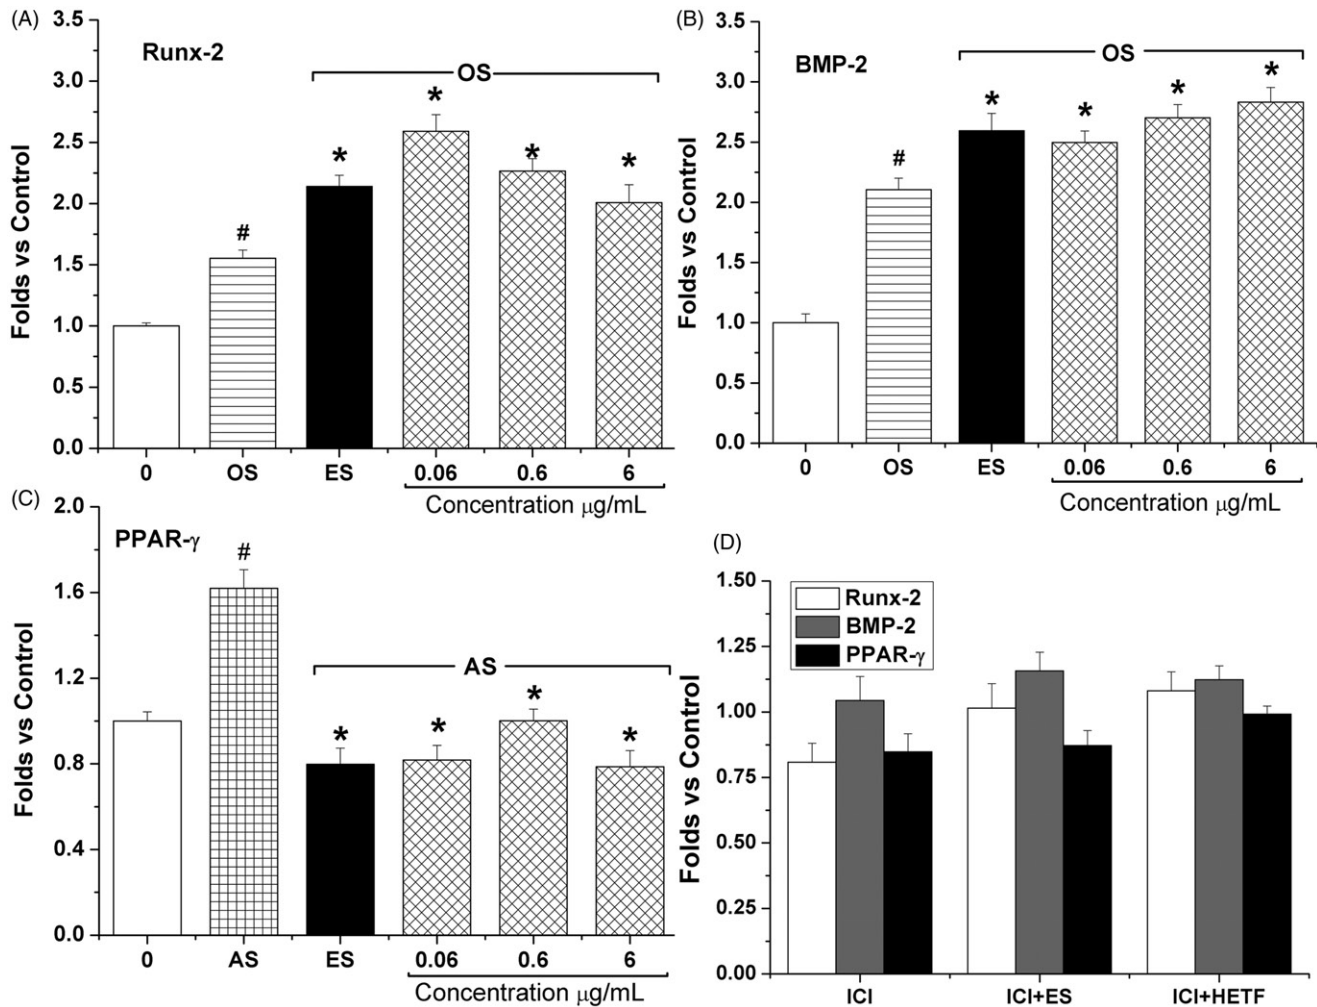 (A)
Runx-2
OS
Folds vs Control
3.5
3.0
2.5
2.0
1.5
1.0
0.5
0.0
#
*
*
*
*
0 OS ES 0.06 0.6 6
Concentration μg/mL
(B)
BMP-2
OS
Folds vs Control
3.5
3.0
2.5
2.0
1.5
1.0
0.5
0.0
#
*
*
*
*
0 OS ES 0.06 0.6 6
Concentration μg/mL
(C)
PPAR-γ
AS
Folds vs Control
2.0
1.6
1.2
0.8
0.4
0.0
#
*
*
*
*
0 AS ES 0.06 0.6 6
Concentration μg/mL
(D)
Runx-2
BMP-2
PPAR-γ
Folds vs Control
1.50
1.25
1.00
0.75
0.50
0.25
0.00
ICI ICI+ES ICI+HETF